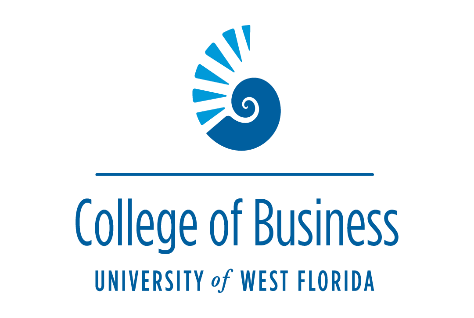 College of Business
UNIVERSITY of WEST FLORIDA